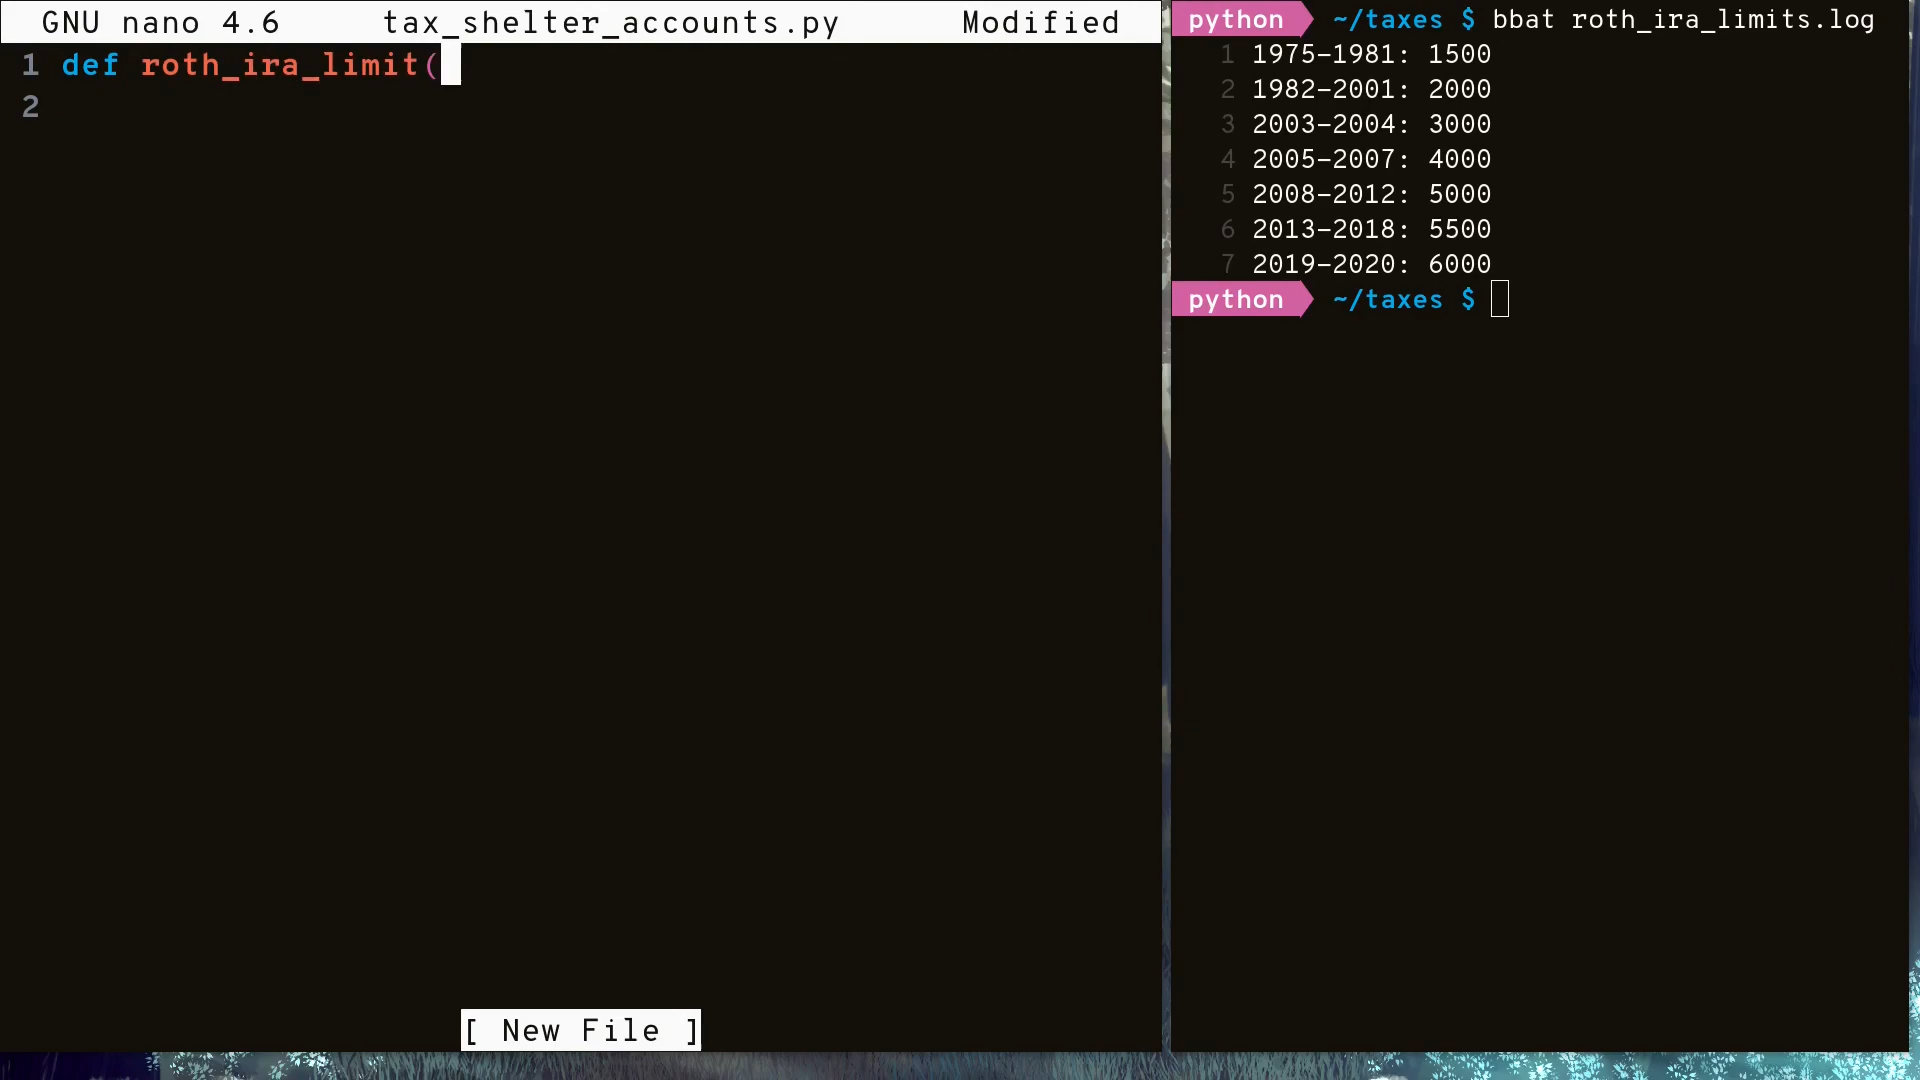 GNU nano 4.6 tax_shelter_accounts.py Modified
1 def roth_ira_limit(
2
[ New File ]
python ~/taxes $ bbat roth_ira_limits.log
1 1975-1981: 1500
2 1982-2001: 2000
3 2003-2004: 3000
4 2005-2007: 4000
5 2008-2012: 5000
6 2013-2018: 5500
7 2019-2020: 6000
python ~/taxes $